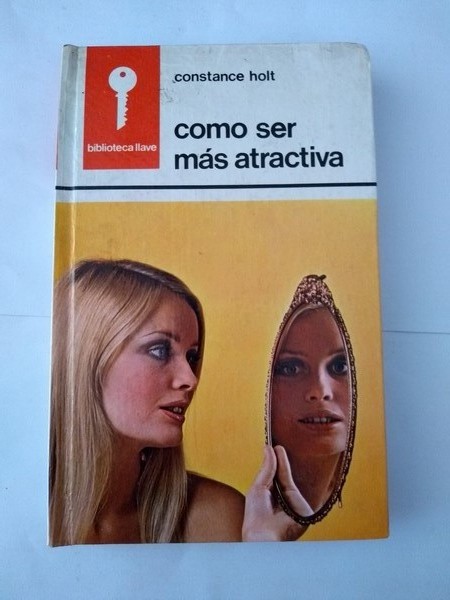 constance holt
biblioteca llave
como ser
más atractiva